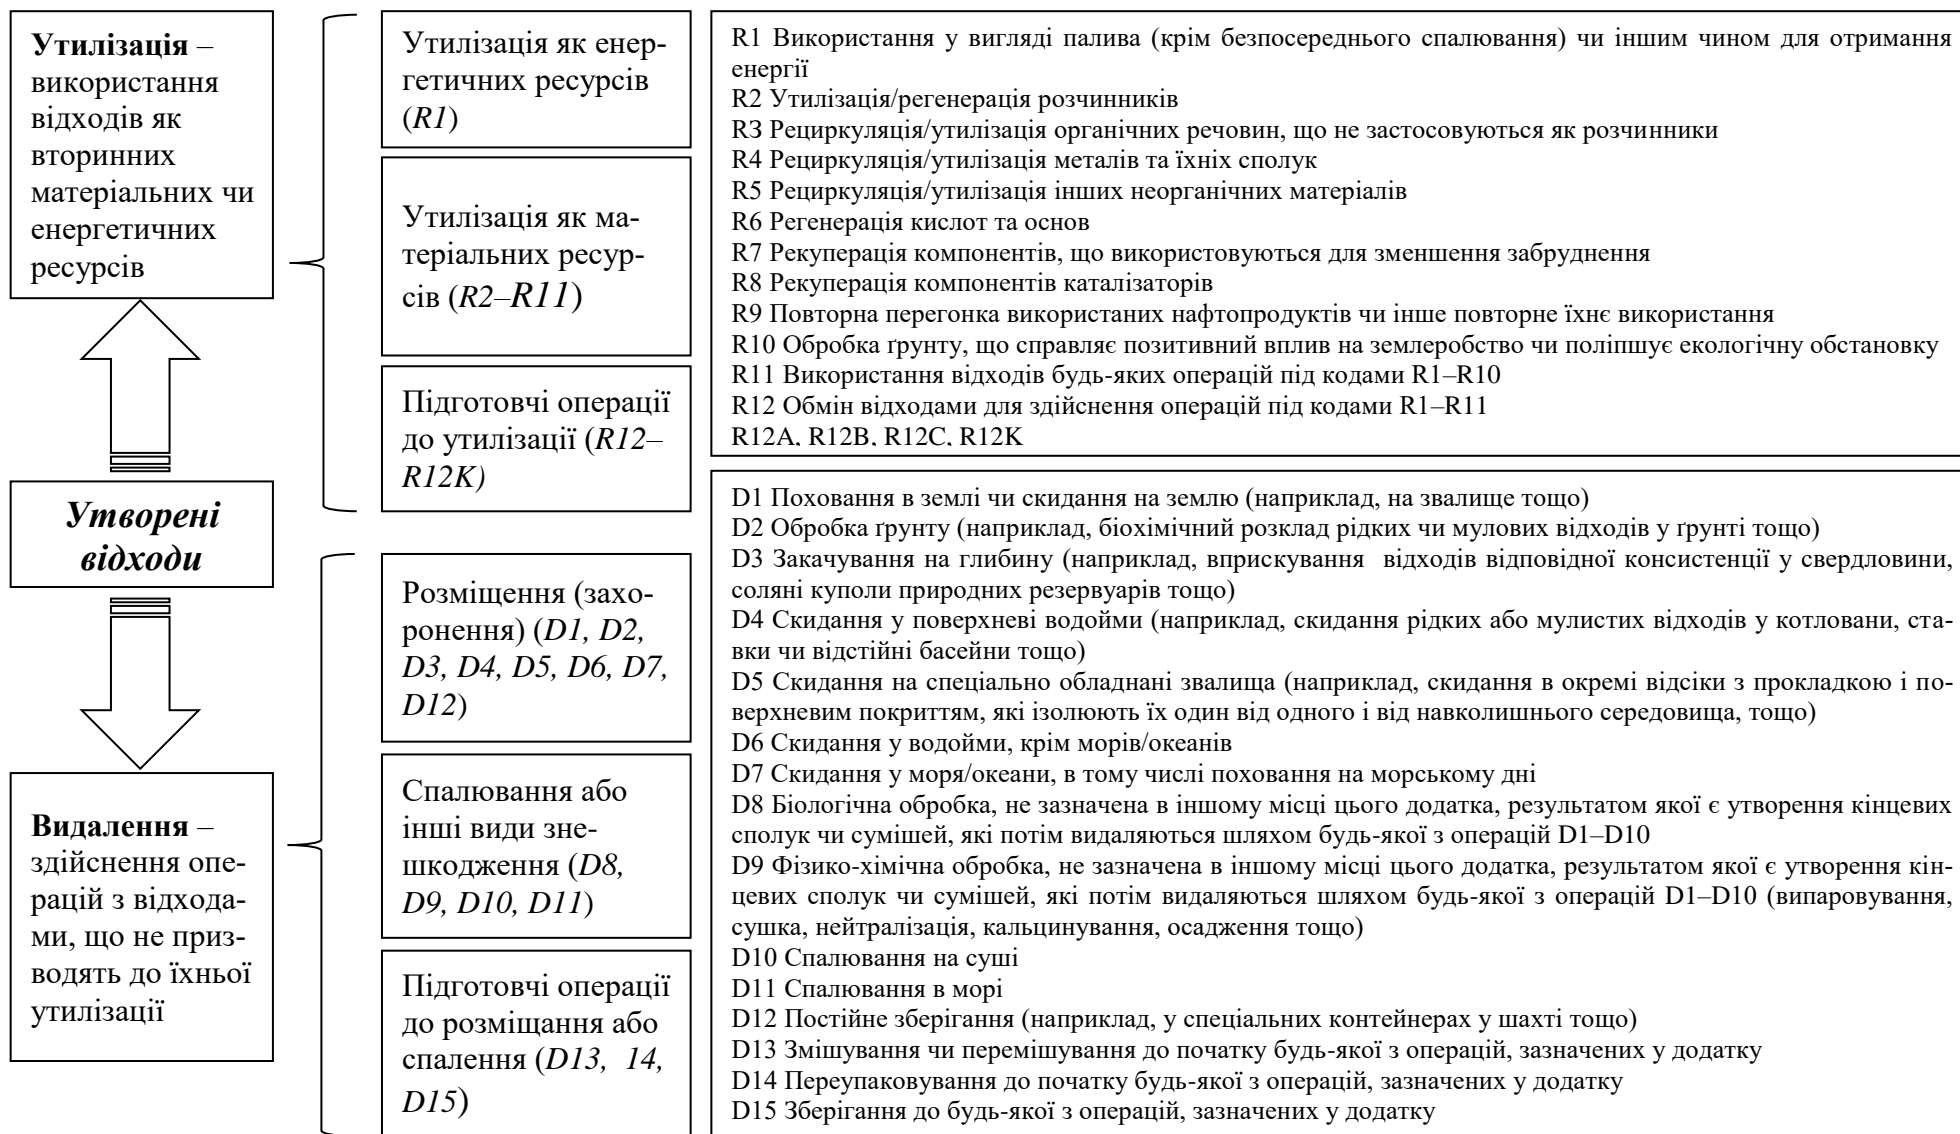 Утилізація –
використання
відходів як
вторинних
матеріальних чи
енергетичних
ресурсів
Утворені
відходи
Видалення –
здійснення опе-
рацій з відхода-
ми, що не приз-
водять до їхньої
утилізації
Утилізація як енер-
гетичних ресурсів
(R1)
Утилізація як ма-
теріальних ресур-
сів (R2–R11)
Підготовчі операції
до утилізації (R12–
R12K)
Розміщення (захо-
ронення) (D1, D2,
D3, D4, D5, D6, D7,
D12)
Спалювання або
інші види зне-
шкодження (D8,
D9, D10, D11)
Підготовчі операції
до розміщання або
спалення (D13, 14,
D15)
R1 Використання у вигляді палива (крім безпосереднього спалювання) чи іншим чином для отримання
енергії
R2 Утилізація/регенерація розчинників
R3 Рециркуляція/утилізація органічних речовин, що не застосовуються як розчинники
R4 Рециркуляція/утилізація металів та їхніх сполук
R5 Рециркуляція/утилізація інших неорганічних матеріалів
R6 Регенерація кислот та основ
R7 Рекуперація компонентів, що використовуються для зменшення забруднення
R8 Рекуперація компонентів каталізаторів
R9 Повторна перегонка використаних нафтопродуктів чи інше повторне їхнє використання
R10 Обробка ґрунту, що справляє позитивний вплив на землеробство чи поліпшує екологічну обстановку
R11 Використання відходів будь-яких операцій під кодами R1–R10
R12 Обмін відходами для здійснення операцій під кодами R1–R11
R12A, R12B, R12C, R12K
D1 Поховання в землі чи скидання на землю (наприклад, на звалище тощо)
D2 Обробка ґрунту (наприклад, біохімічний розклад рідких чи мулових відходів у ґрунті тощо)
D3 Закачування на глибину (наприклад, вприскування відходів відповідної консистенції у свердловини,
соляні куполи природних резервуарів тощо)
D4 Скидання у поверхневі водойми (наприклад, скидання рідких або мулистих відходів у котловани, ста-
вки чи відстійні басейни тощо)
D5 Скидання на спеціально обладнані звалища (наприклад, скидання в окремі відсіки з прокладкою і по-
верхневим покриттям, які ізолюють їх один від одного і від навколишнього середовища, тощо)
D6 Скидання у водойми, крім морів/океанів
D7 Скидання у моря/океани, в тому числі поховання на морському дні
D8 Біологічна обробка, не зазначена в іншому місці цього додатка, результатом якої є утворення кінцевих
сполук чи сумішей, які потім видаляються шляхом будь-якої з операцій D1–D10
D9 Фізико-хімічна обробка, не зазначена в іншому місці цього додатка, результатом якої є утворення кін-
цевих сполук чи сумішей, які потім видаляються шляхом будь-якої з операцій D1–D10 (випаровування,
сушка, нейтралізація, кальцинування, осадження тощо)
D10 Спалювання на суші
D11 Спалювання в морі
D12 Постійне зберігання (наприклад, у спеціальних контейнерах у шахті тощо)
D13 Змішування чи перемішування до початку будь-якої з операцій, зазначених у додатку
D14 Переупаковування до початку будь-якої з операцій, зазначених у додатку
D15 Зберігання до будь-якої з операцій, зазначених у додатку